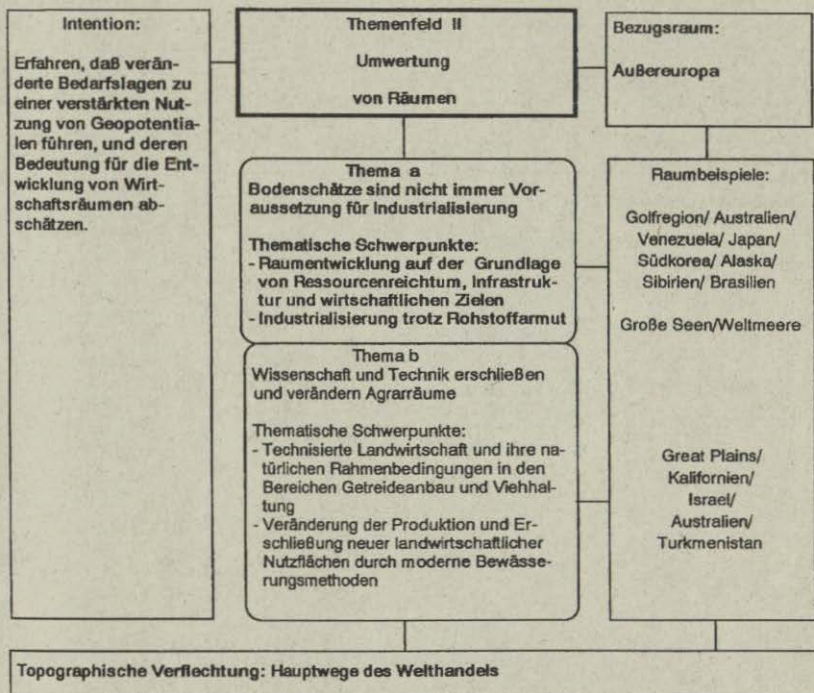 Intention:
Erfahren, daß verän-
derte Bedarfslagen zu
einer verstärkten Nut-
zung von Geopotentia-
len führen, und deren
Bedeutung für die Ent-
wicklung von Wirt-
schaftsräumen ab-
schätzen.
Themenfeld II
Umwertung
von Räumen
Bezugsraum:
Außereuropa
Thema a
Bodenschätze sind nicht immer Vor-
aussetzung für Industrialisierung
Thematische Schwerpunkte:
- Raumentwicklung auf der Grundlage
von Ressourcenreichtum, Infrastruk-
tur und wirtschaftlichen Zielen
- Industrialisierung trotz Rohstoffarmut
Thema b
Wissenschaft und Technik erschließen
und verändern Agrarräume
Thematische Schwerpunkte:
- Technisierte Landwirtschaft und ihre na-
türlichen Rahmenbedingungen in den
Bereichen Getreideanbau und Viehhal-
tung
- Veränderung der Produktion und Er-
schließung neuer landwirtschaftlicher
Nutzflächen durch moderne Bewässe-
rungsmethoden
Raumbeispiele:
Golfregion/ Australien/
Venezuela/ Japan/
Südkorea/ Alaska/
Sibirien/ Brasilien
Große Seen/Weltmeere
Great Plains/
Kalifornien/
Israel/
Australien/
Turkmenistan
Topographische Verflechtung: Hauptwege des Welthandels